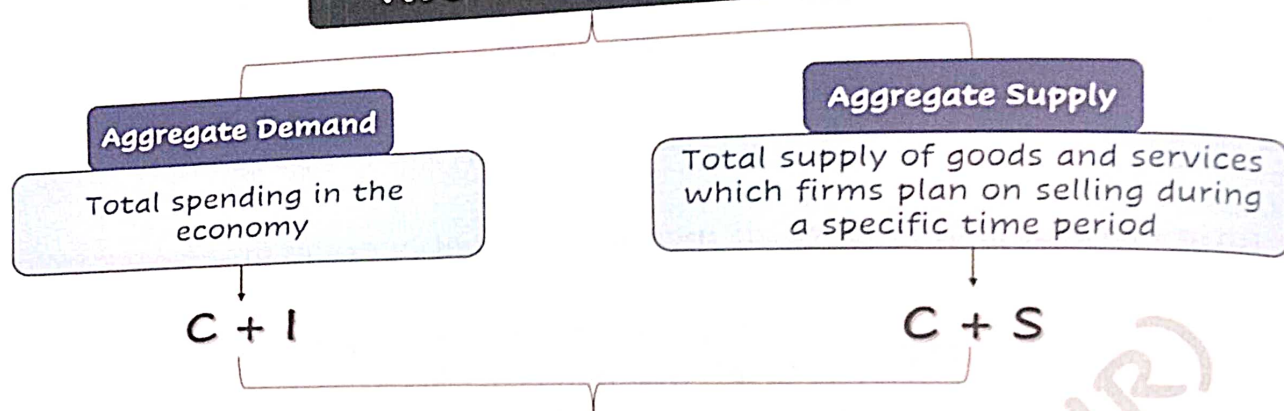 Aggregate Demand
Total spending in the
economy
C + I
Aggregate Supply
Total supply of goods and services
which firms plan on selling during
a specific time period
C + S